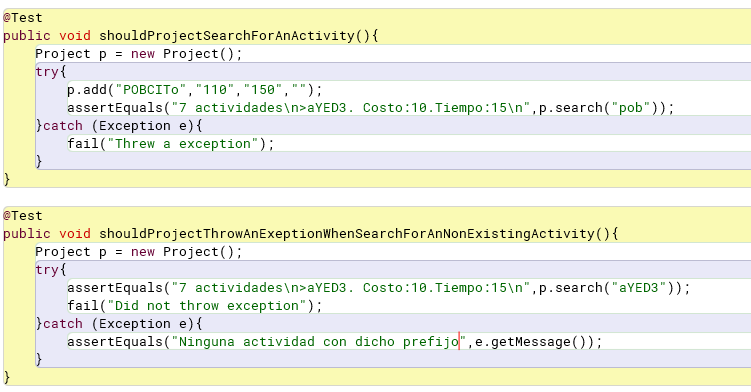 @Test
public void shouldProjectSearchForAnActivity(){
    Project p = new Project();
    try{
        p.add("POBCITo","110","150","");
        assertEquals("7 actividades\n>aYED3. Costo:10.Tiempo:15\n",p.search("pob"));
    }catch (Exception e){
        fail("Threw a exception");
    }
}
@Test
public void shouldProjectThrowAnExeptionWhenSearchForAnNonExistingActivity(){
    Project p = new Project();
    try{
        assertEquals("7 actividades\n>aYED3. Costo:10.Tiempo:15\n",p.search("aYED3"));
        fail("Did not throw exception");
    }catch (Exception e){
        assertEquals("Ninguna actividad con dicho prefijo",e.getMessage());
    }
}